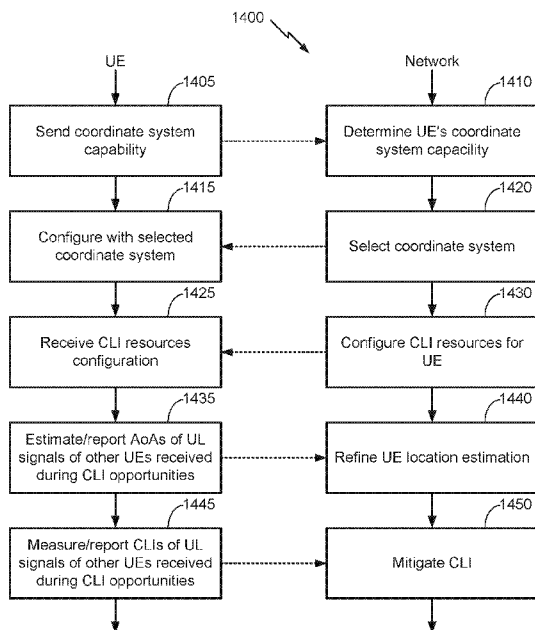 1400
UE
Network
1405
1410
Send coordinate system
capability
Determine UE's coordinate
system capacility
1415
1420
Configure with selected
coordinate system
Select coordinate system
1425
1430
Receive CLI resources
configuration
Configure CLI resources for
UE
1435
1440
Estimate/report AoAs of UL
signals of other UEs received
during CLI opportunities
Refine UE location estimation
1445
1450
Measure/report CLIs of UL
signals of other UEs received
during CLI opportunities
Mitigate CLI